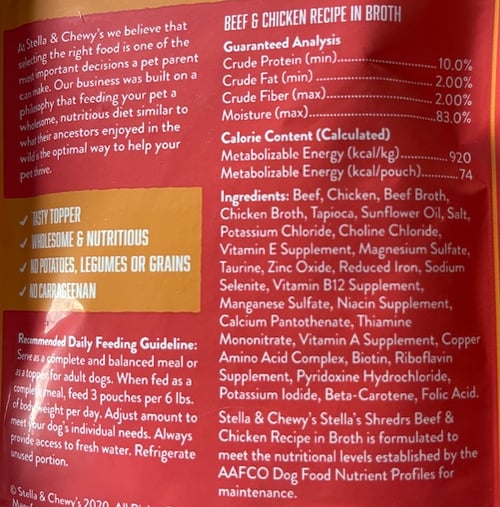 At Stella & Chewy's we believe that
selecting the right food is one of the
most important decisions a pet parent
can make. Our business was built on a
philosophy that feeding your pet a
wholesome, nutritious diet similar to
what their ancestors enjoyed in the
wild is the optimal way to help your
pet thrive.
✓ TASTY TOPPER
✓ WHOLESOME & NUTRITIOUS
✓ NO POTATOES, LEGUMES OR GRAINS
✓ NO CARRAGEENAN
Recommended Daily Feeding Guideline:
Serve as a complete and balanced meal or
as a topper for adult dogs. When fed as a
complete meal, feed 3 pouches per 6 lbs.
of body weight per day. Adjust amount to
meet your dog's individual needs. Always
provide access to fresh water. Refrigerate
unused portion.
© Stella & Chewy's 2020. All
BEEF & CHICKEN RECIPE IN BROTH
Guaranteed Analysis
Crude Protein (min)....................10.0%
Crude Fat (min) ..........................2.00%
Crude Fiber (max)........................2.00%
Moisture (max)............................83.0%
Calorie Content (Calculated)
Metabolizable Energy (kcal/kg)............920
Metabolizable Energy (kcal/pouch)..........74
Ingredients: Beef, Chicken, Beef Broth,
Chicken Broth, Tapioca, Sunflower Oil, Salt,
Potassium Chloride, Choline Chloride,
Vitamin E Supplement, Magnesium Sulfate,
Taurine, Zinc Oxide, Reduced Iron, Sodium
Selenite, Vitamin B12 Supplement,
Manganese Sulfate, Niacin Supplement,
Calcium Pantothenate, Thiamine
Mononitrate, Vitamin A Supplement, Copper
Amino Acid Complex, Biotin, Riboflavin
Supplement, Pyridoxine Hydrochloride,
Potassium Iodide, Beta-Carotene, Folic Acid.
Stella & Chewy's Stella's Shredrs Beef &
Chicken Recipe in Broth is formulated to
meet the nutritional levels established by the
AAFCO Dog Food Nutrient Profiles for
maintenance.